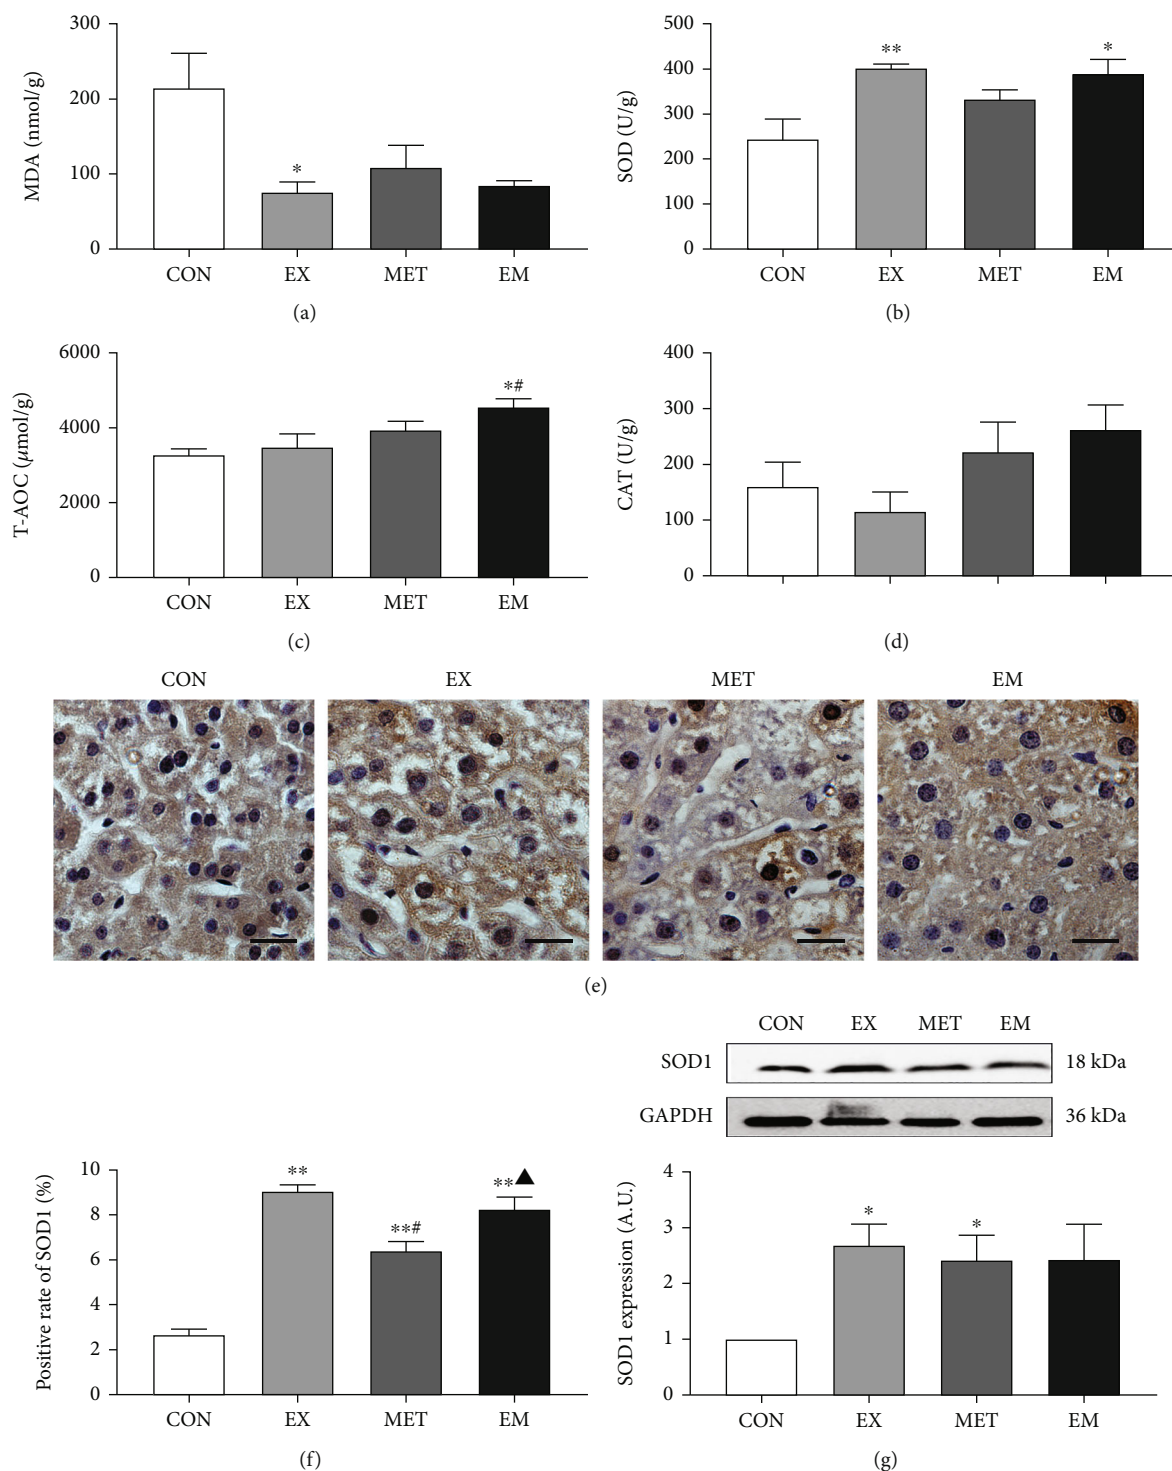 300
200
100
0
MDA (nmol/g)
*
CON EX MET EM
(a)
500
400
300
200
100
0
SOD (U/g)
** *
CON EX MET EM
(b)
6000
4000
2000
0
T-AOC (μmol/g)
*#
CON EX MET EM
(c)
400
300
200
100
0
CAT (U/g)
(d)
CON EX MET EM
(e)
10
8
6
4
2
0
Positive rate of SOD1 (%)
** **# **▲
CON EX MET EM
(f)
CON EX MET EM
SOD1 18 kDa
GAPDH 36 kDa
4
3
2
1
0
SOD1 expression (A.U.)
* *
CON EX MET EM
(g)